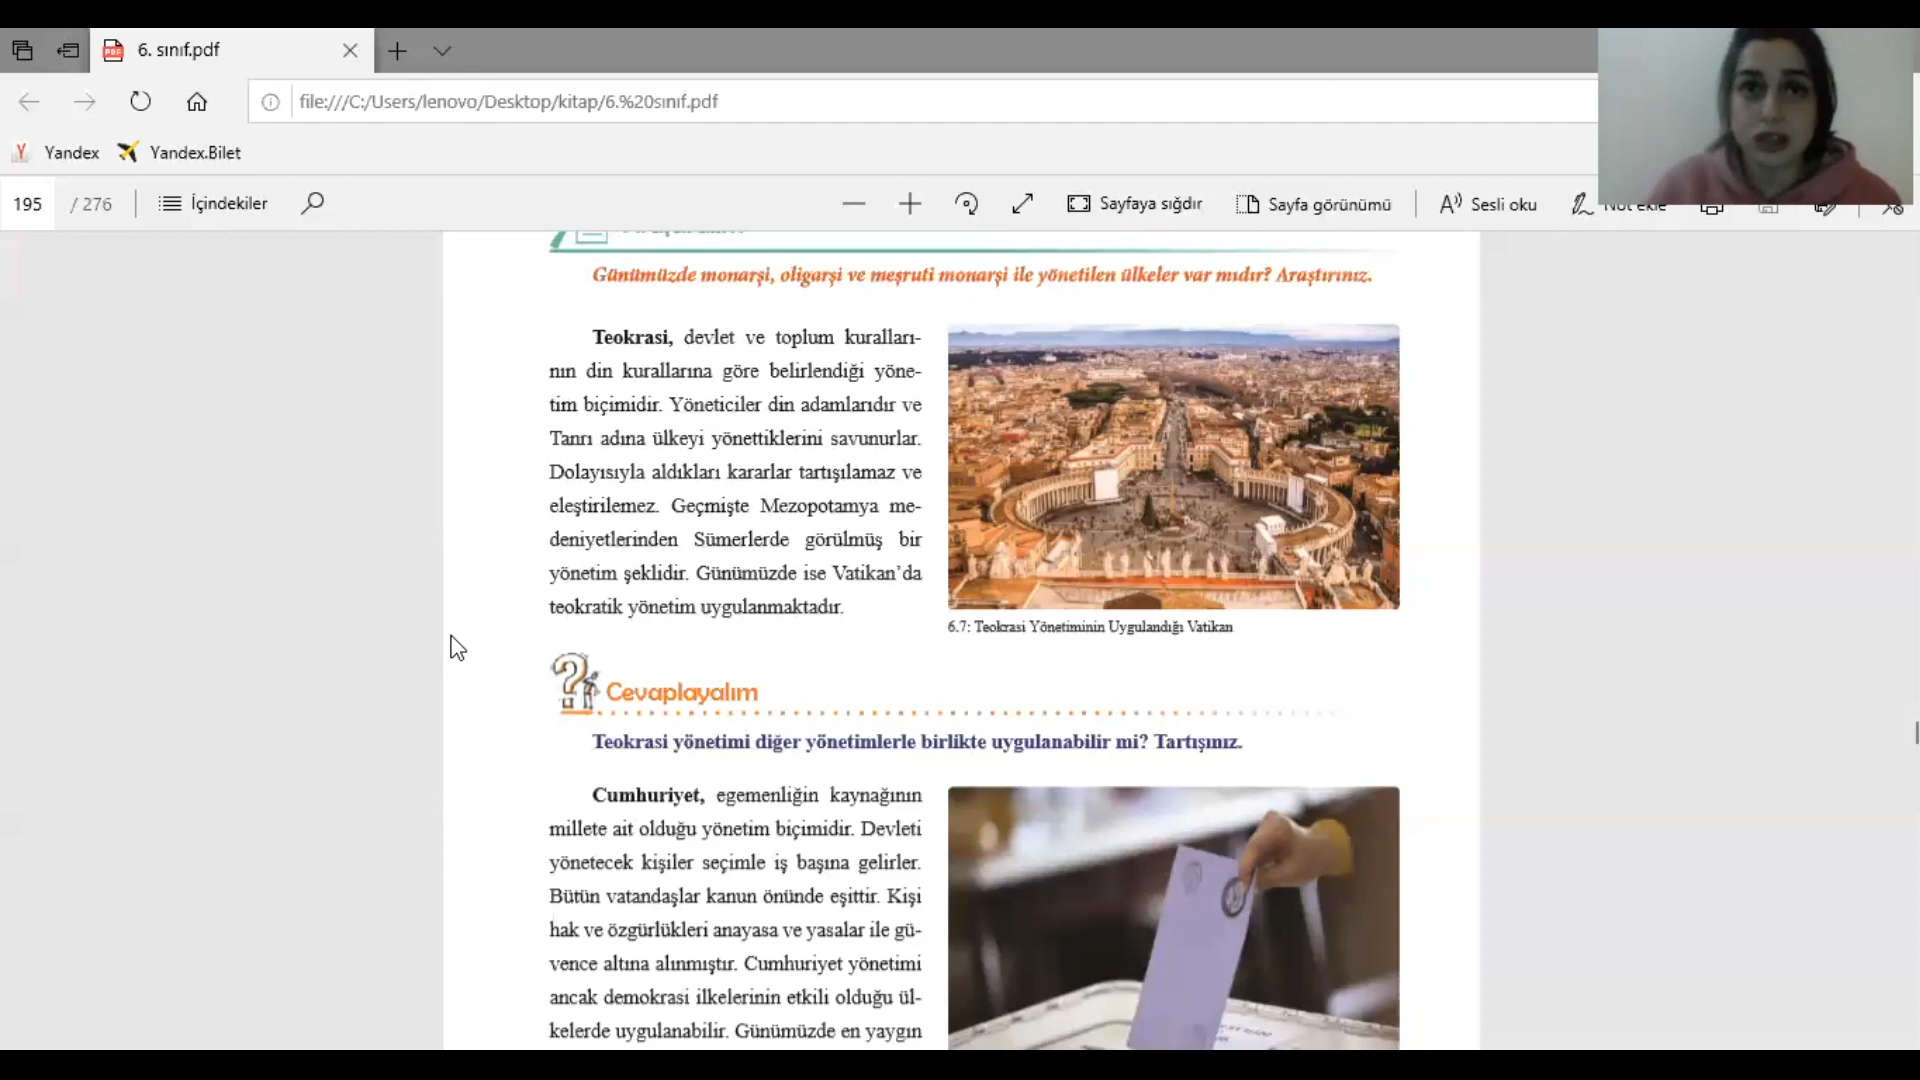 6. sınıf.pdf
file:///C:/Users/lenovo/Desktop/kitap/6.%20sınıf.pdf
Yandex
Yandex.Bilet
195 / 276
İçindekiler
Sayfaya sığdır
Sayfa görünümü
Sesli oku
Not ekle
Günümüzde monarşi, oligarşi ve meşruti monarşi ile yönetilen ülkeler var mıdır? Araştırınız.
Teokrasi, devlet ve toplum kuralları-
nın din kurallarına göre belirlendiği yöne-
tim biçimidir. Yöneticiler din adamlarıdır ve
Tanrı adına ülkeyi yönettiklerini savunurlar.
Dolayısıyla aldıkları kararlar tartışılamaz ve
eleştirilemez. Geçmişte Mezopotamya me-
deniyetlerinden Sümerlerde görülmüş bir
yönetim şeklidir. Günümüzde ise Vatikan’da
teokratik yönetim uygulanmaktadır.
6.7: Teokrasi Yönetiminin Uygulandığı Vatikan
Cevaplayalım
Teokrasi yönetimi diğer yönetimlerle birlikte uygulanabilir mi? Tartışınız.
Cumhuriyet, egemenliğin kaynağının
millete ait olduğu yönetim biçimidir. Devleti
yönetecek kişiler seçimle iş başına gelirler.
Bütün vatandaşlar kanun önünde eşittir. Kişi
hak ve özgürlükleri anayasa ve yasalar ile gü-
vence altına alınmıştır. Cumhuriyet yönetimi
ancak demokrasi ilkelerinin etkili olduğu ül-
kelerde uygulanabilir. Günümüzde en yaygın